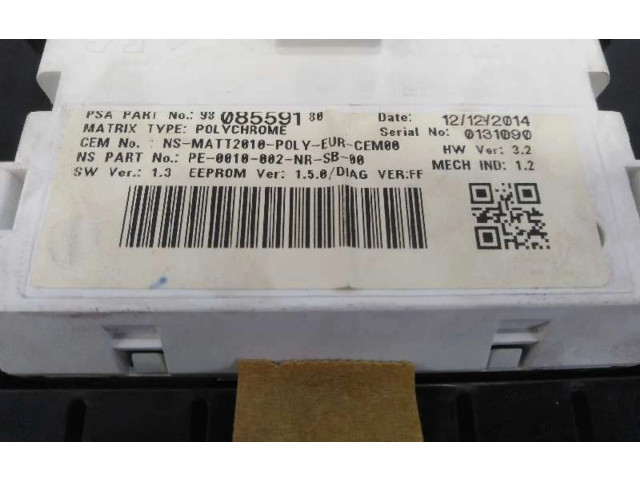 PSA PART No.: 98 085591 80 Date: 12/12/2014
MATRIX TYPE: POLYCHROME Serial No: 0131090
CEM No. : NS-MATT2010-POLY-EUR-CEM00 HW Ver: 3.2
NS PART No.: PE-0010-002-NR-SB-00 MECH IND: 1.2
SW Ver.: 1.3 EEPROM Ver: 1.5.0/DIAG VER:FF